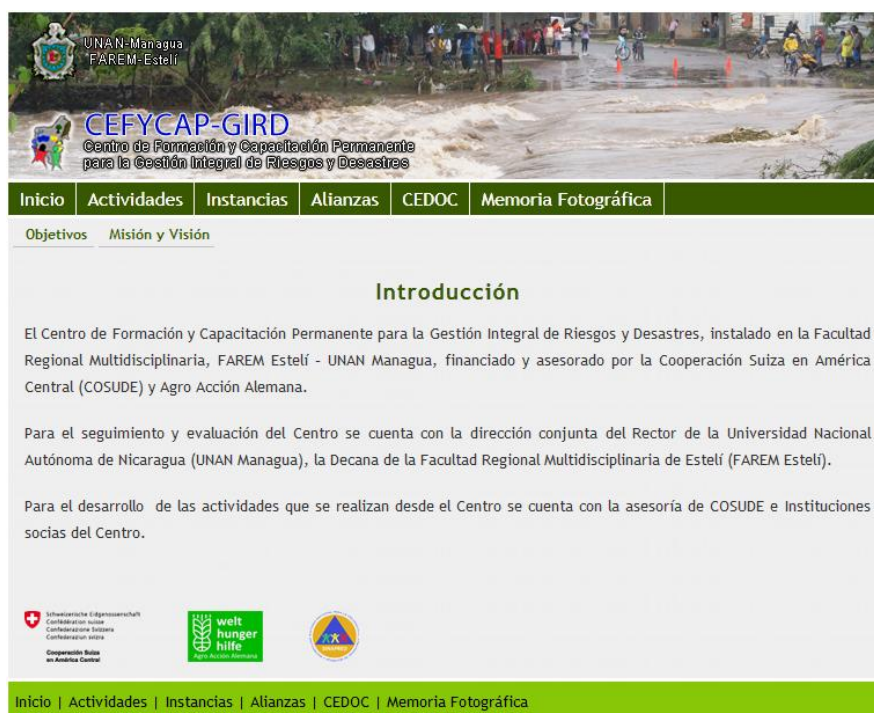 UNAN-Managua
FAREM-Estelí
CEFYCAP-GIRD
Centro de Formación y Capacitación Permanente
para la Gestión Integral de Riesgos y Desastres
Inicio Actividades Instancias Alianzas CEDOC Memoria Fotográfica
Objetivos Misión y Visión
Introducción
El Centro de Formación y Capacitación Permanente para la Gestión Integral de Riesgos y Desastres, instalado en la Facultad
Regional Multidisciplinaria, FAREM Estelí - UNAN Managua, financiado y asesorado por la Cooperación Suiza en América
Central (COSUDE) y Agro Acción Alemana.
Para el seguimiento y evaluación del Centro se cuenta con la dirección conjunta del Rector de la Universidad Nacional
Autónoma de Nicaragua (UNAN Managua), la Decana de la Facultad Regional Multidisciplinaria de Estelí (FAREM Estelí).
Para el desarrollo de las actividades que se realizan desde el Centro se cuenta con la asesoría de COSUDE e Instituciones
socias del Centro.
Schweizerische Eidgenossenschaft
Confédération suisse
Confederazione Svizzera
Confederaziun svizra
Cooperación Suiza
en América Central
welt
hunger
hilfe
Agro Acción Alemana
Inicio | Actividades | Instancias | Alianzas | CEDOC | Memoria Fotográfica